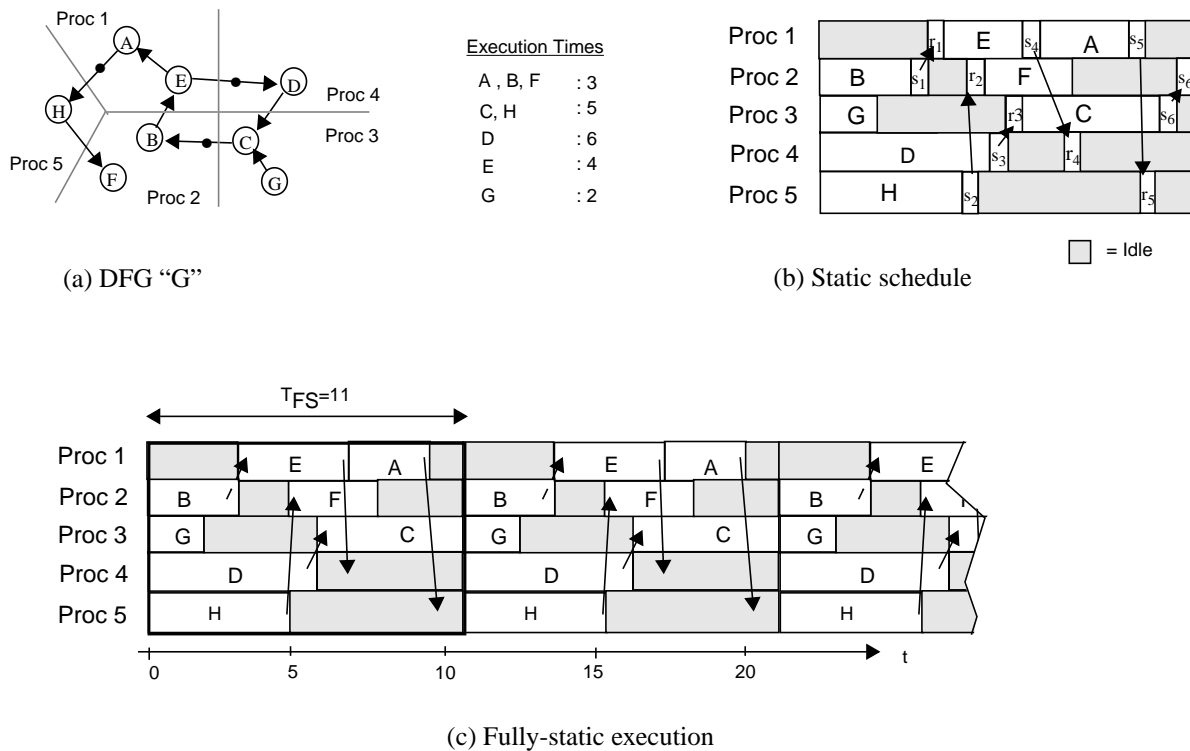 Proc 1
A
E
D
H
B
C
F
G
Proc 4
Proc 3
Proc 5
Proc 2
Execution Times
A , B, F : 3
C, H : 5
D : 6
E : 4
G : 2
(a) DFG “G”
Proc 1 r1 E s4 A s5
Proc 2 B s1 r2 F s6
Proc 3 G r3 C s6
Proc 4 D s3 r4
Proc 5 H s2 r5
= Idle
(b) Static schedule
TFS=11
Proc 1 E A E A E
Proc 2 B F B F B
Proc 3 G C G C G
Proc 4 D D D
Proc 5 H H H
0 5 10 15 20 t
(c) Fully-static execution